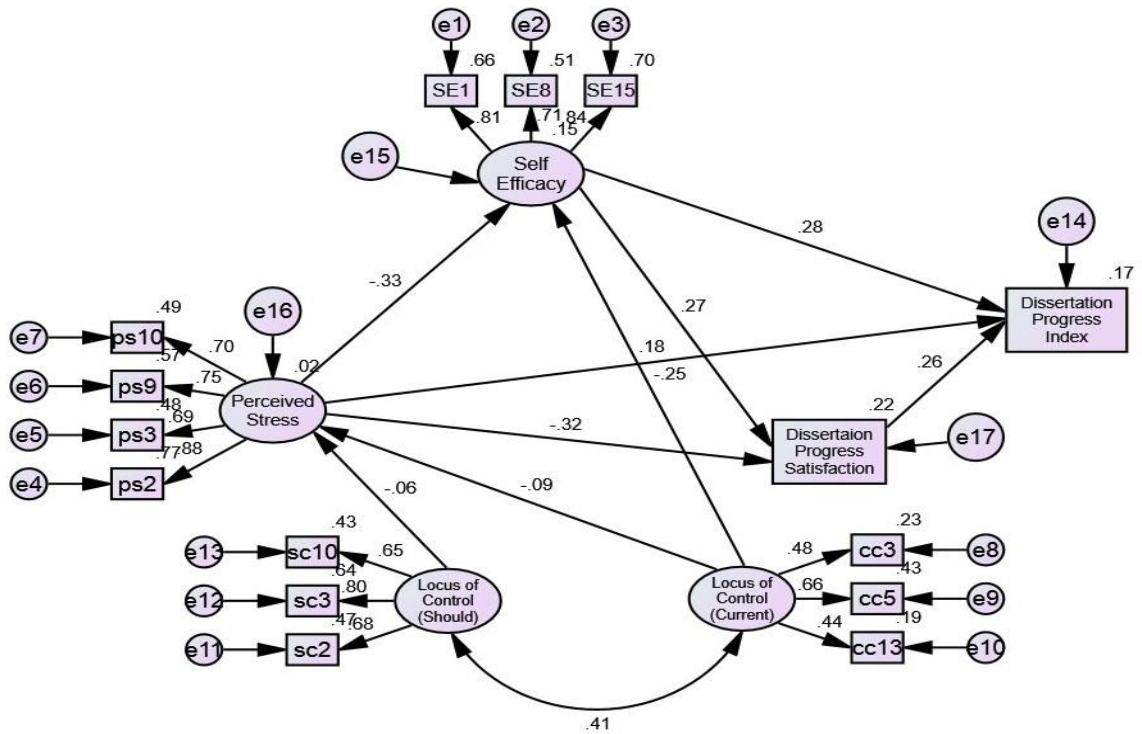 e1
e2
e3
.66
.51
.70
SE1
SE8
SE15
.81
.71
.84
.15
e15
Self
Efficacy
e14
.28
.17
-.33
e16
Dissertation
Progress
Index
.49
.27
e7
ps10
.70
.57
.02
.18
-.25
.26
e6
ps9
.75
.48
Perceived
Stress
.22
e5
ps3
.69
-.32
Dissertaion
Progress
Satisfaction
e17
.77
.88
e4
ps2
-.06
-.09
.43
.23
e13
sc10
.65
.48
cc3
e8
.64
.43
e12
sc3
.80
Locus of
Control
(Should)
Locus of
Control
(Current)
.66
cc5
e9
.47
.68
.44
.19
e11
sc2
cc13
e10
.41